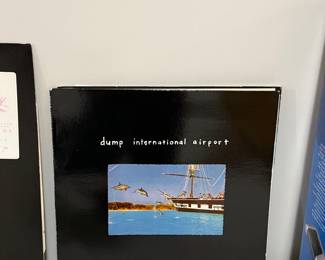 dump international airport